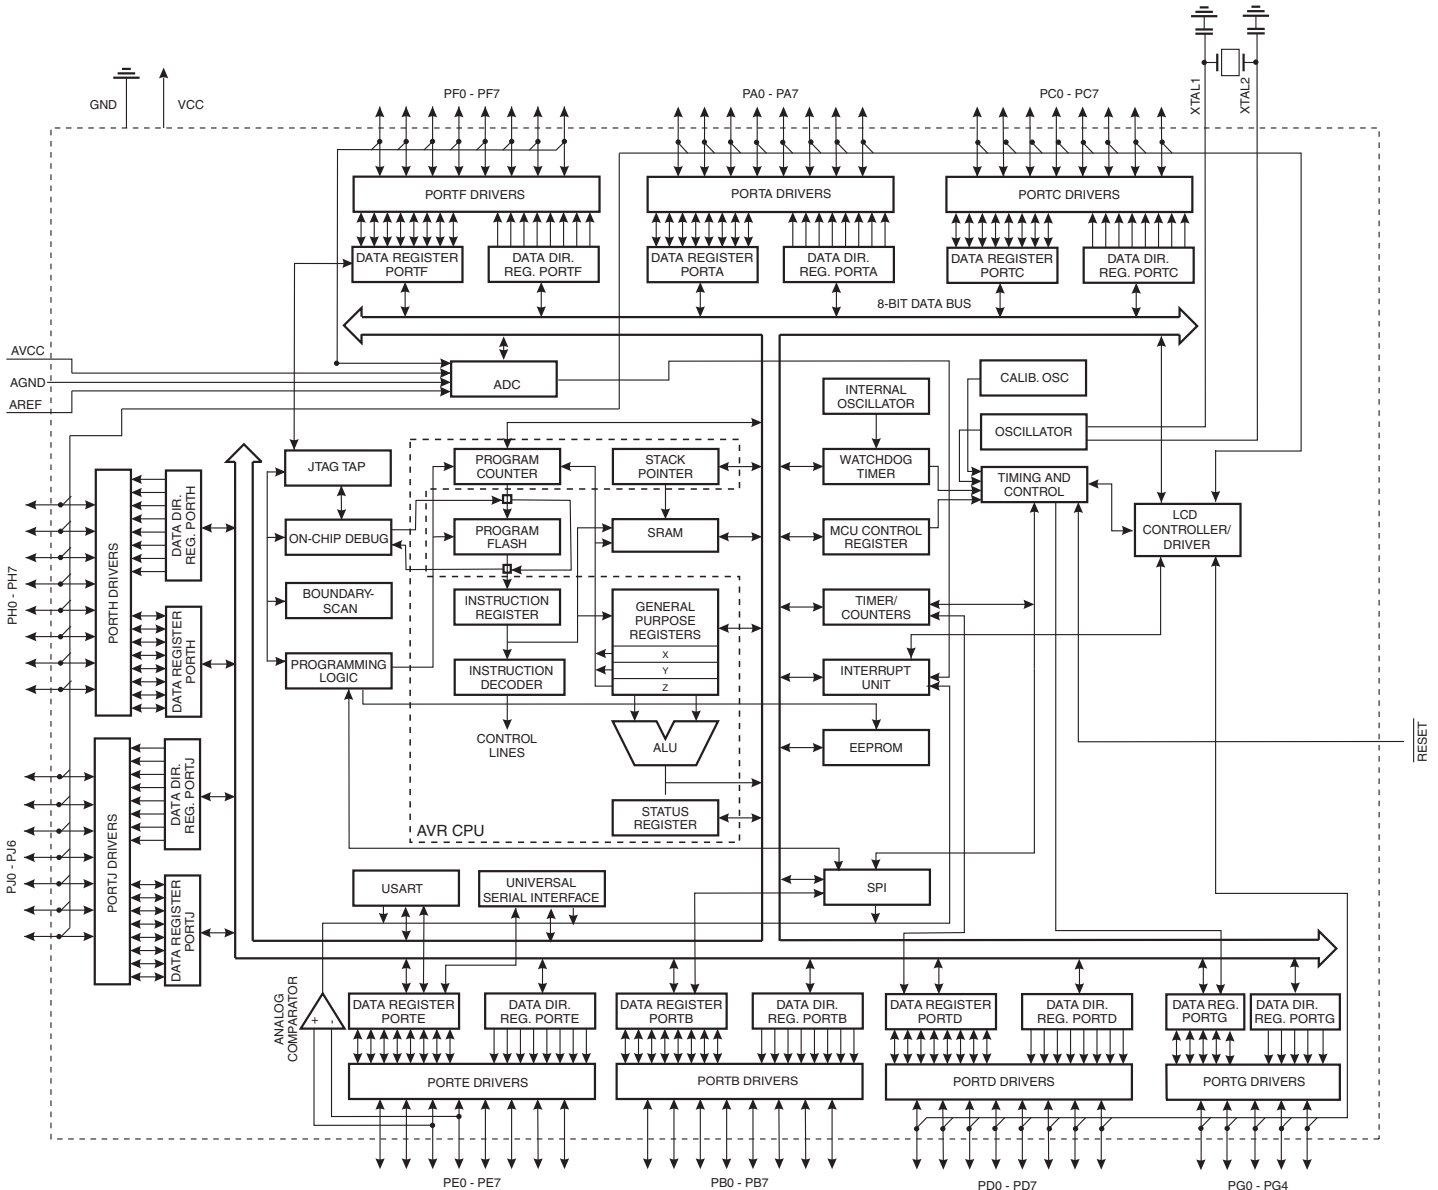 XTAL1
XTAL2
GND
VCC
PF0 - PF7
PA0 - PA7
PC0 - PC7
PORTF DRIVERS
PORTA DRIVERS
PORTC DRIVERS
DATA REGISTER
PORTF
DATA DIR.
REG. PORTF
DATA REGISTER
PORTA
DATA DIR.
REG. PORTA
DATA REGISTER
PORTC
DATA DIR.
REG. PORTC
8-BIT DATA BUS
AVCC
AGND
AREF
ADC
INTERNAL
OSCILLATOR
CALIB. OSC
OSCILLATOR
JTAG TAP
PROGRAM
COUNTER
STACK
POINTER
WATCHDOG
TIMER
TIMING AND
CONTROL
LCD
CONTROLLER/
DRIVER
ON-CHIP DEBUG
PROGRAM
FLASH
SRAM
MCU CONTROL
REGISTER
BOUNDARY-
SCAN
INSTRUCTION
REGISTER
GENERAL
PURPOSE
REGISTERS
X
Y
Z
TIMER/
COUNTERS
PROGRAMMING
LOGIC
INSTRUCTION
DECODER
INTERRUPT
UNIT
CONTROL
LINES
ALU
EEPROM
RESET
STATUS
REGISTER
AVR CPU
PH0 - PH7
PORTH DRIVERS
DATA DIR.
REG. PORTH
DATA REGISTER
PORTH
PJ0 - PJ6
PORTJ DRIVERS
DATA DIR.
REG. PORTJ
DATA REGISTER
PORTJ
USART
UNIVERSAL
SERIAL INTERFACE
SPI
ANALOG
COMPARATOR
+
-
DATA REGISTER
PORTE
DATA DIR.
REG. PORTE
DATA REGISTER
PORTB
DATA DIR.
REG. PORTB
DATA REGISTER
PORTD
DATA DIR.
REG. PORTD
DATA REG.
PORTG
DATA DIR.
REG. PORTG
PORTE DRIVERS
PORTB DRIVERS
PORTD DRIVERS
PORTG DRIVERS
PE0 - PE7
PB0 - PB7
PD0 - PD7
PG0 - PG4